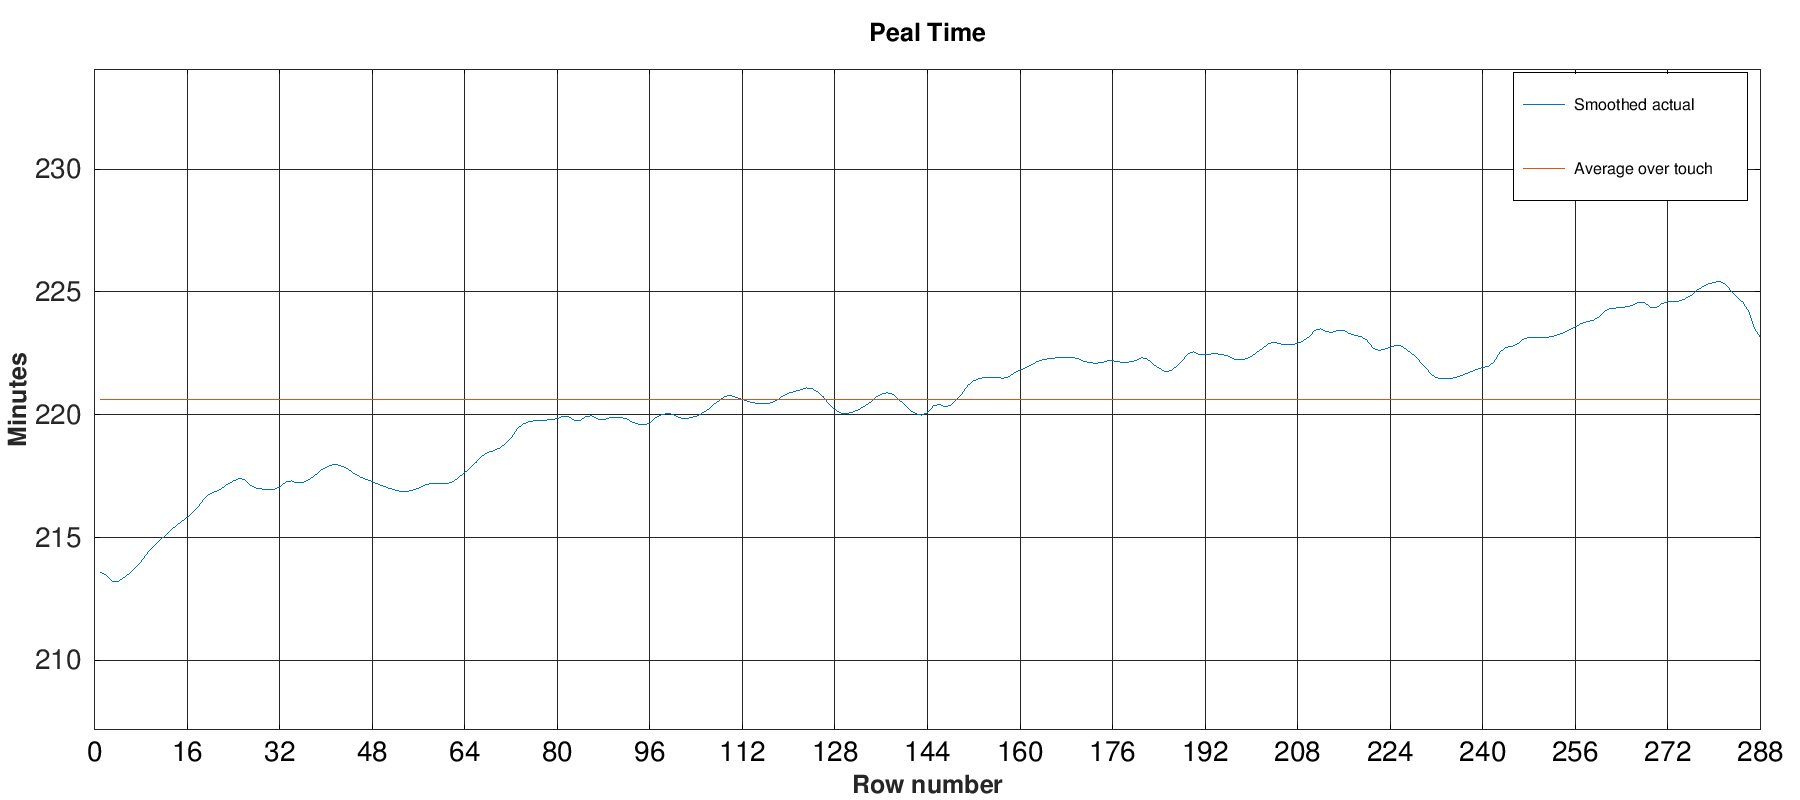 Peal Time
Smoothed actual
Average over touch
Minutes
230
225
220
215
210
0 16 32 48 64 80 96 112 128 144 160 176 192 208 224 240 256 272 288
Row number